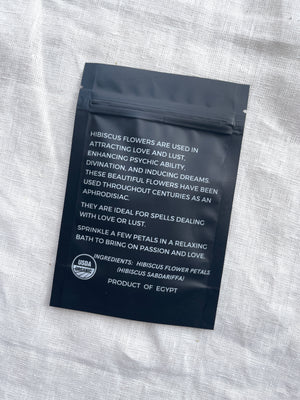 HIBISCUS FLOWERS ARE USED IN
ATTRACTING LOVE AND LUST,
ENHANCING PSYCHIC ABILITY
DIVINATION, AND INDUCING DREAMS.
THESE BEAUTIFUL FLOWERS HAVE BEEN
USED THROUGHOUT CENTURIES AS AN
APHRODISIAC.
THEY ARE IDEAL FOR SPELLS DEALING
WITH LOVE OR LUST.
SPRINKLE A FEW PETALS IN A RELAXING
BATH TO BRING ON PASSION AND LOVE.
INGREDIENTS: HIBISCUS FLOWER PETALS
(HIBISCUS SABDARIFFA)
USDA
ORGANIC
PRODUCT OF EGYPT